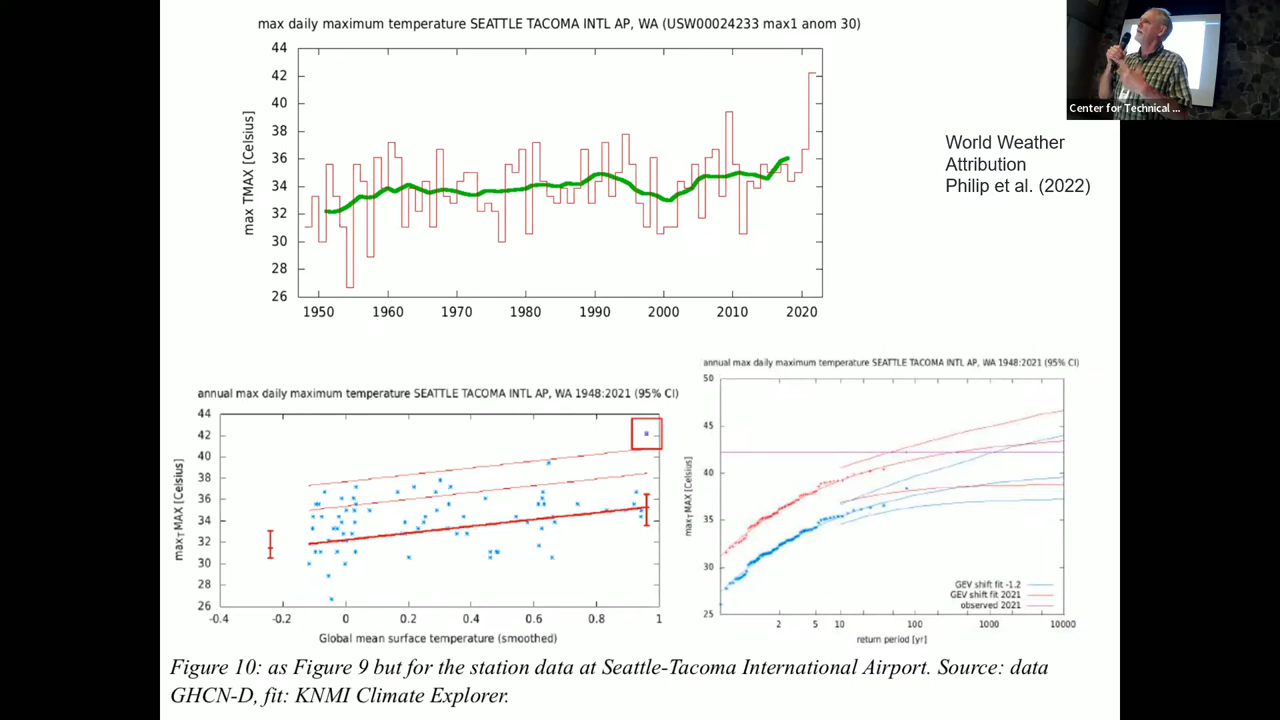 max daily maximum temperature SEATTLE TACOMA INTL AP, WA (USW00024233 max1 anom 30)
44
42
40
38
36
34
32
30
28
26
max TMAX [Celsius]
1950 1960 1970 1980 1990 2000 2010 2020
Center for Technical ...
World Weather
Attribution
Philip et al. (2022)
annual max daily maximum temperature SEATTLE TACOMA INTL AP, WA 1948:2021 (95% CI)
44
42
40
38
36
34
32
30
28
26
maxT MAX [Celsius]
-0.4 -0.2 0 0.2 0.4 0.6 0.8 1
Global mean surface temperature (smoothed)
annual max daily maximum temperature SEATTLE TACOMA INTL AP, WA 1948:2021 (95% CI)
50
45
40
35
30
25
maxT MAX [Celsius]
GEV shift fit -1.2
GEV shift fit 2021
observed 2021
2 5 10 100 1000 10000
return period [yr]
Figure 10: as Figure 9 but for the station data at Seattle-Tacoma International Airport. Source: data
GHCN-D, fit: KNMI Climate Explorer.